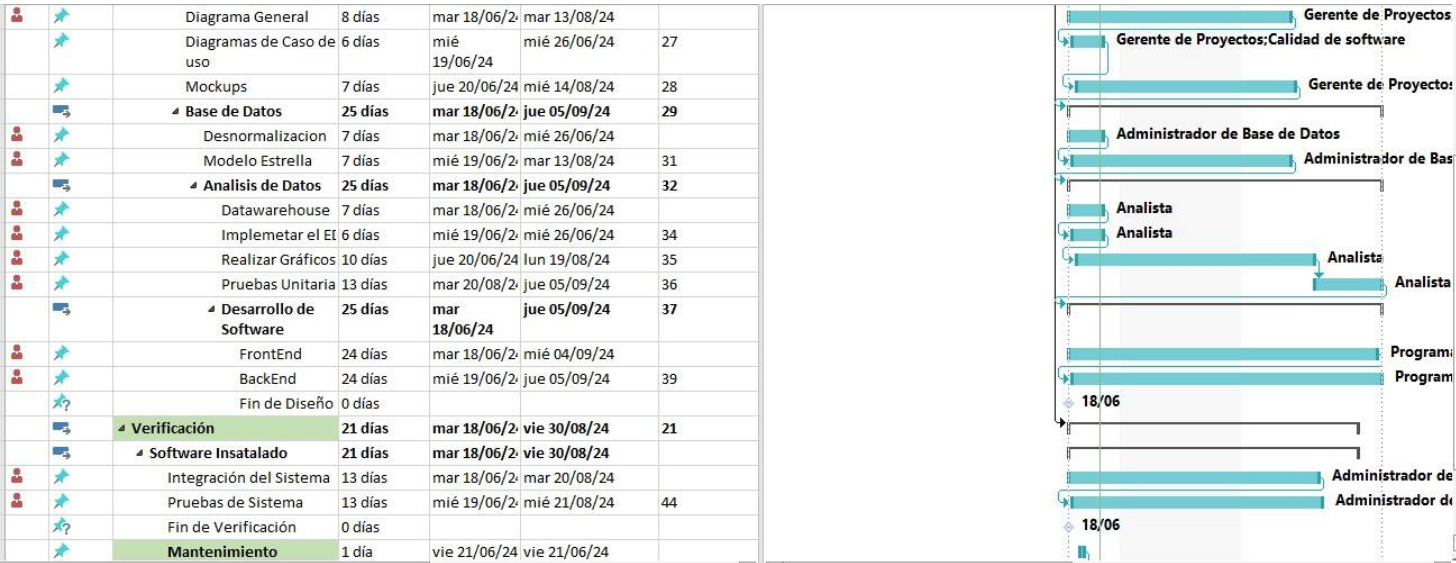 Diagrama General 8 días mar 18/06/24 mar 13/08/24 Gerente de Proyectos;
Diagramas de Caso de uso 6 días mié 19/06/24 mié 26/06/24 27 Gerente de Proyectos;Calidad de software
Mockups 7 días jue 20/06/24 mié 14/08/24 28 Gerente de Proyectos
Base de Datos 25 días mar 18/06/2 jue 05/09/24 29
Desnormalizacion 7 días mar 18/06/2 mié 26/06/24 Administrador de Base de Datos
Modelo Estrella 7 días mié 19/06/2 mar 13/08/24 31 Administrador de Bas
Analisis de Datos 25 días mar 18/06/2 jue 05/09/24 32
Datawarehouse 7 días mar 18/06/2 mié 26/06/24 Analista
Implemetar el 6 días mié 19/06/2 mié 26/06/24 34 Analista
Realizar Gráficos 10 días jue 20/06/24 lun 19/08/24 35 Analista
Pruebas Unitaria 13 días mar 20/08/2 jue 05/09/24 36 Analista
Desarrollo de Software 25 días mar 18/06/24 jue 05/09/24 37
FrontEnd 24 días mar 18/06/2 mié 04/09/24 Programa
BackEnd 24 días mié 19/06/2 jue 05/09/24 39 Program
Fin de Diseño 0 días 18/06
Verificación 21 días mar 18/06/2 vie 30/08/24 21
Software Insatalado 21 días mar 18/06/2 vie 30/08/24
Integración del Sistema 13 días mar 18/06/2 mar 20/08/24 Administrador de
Pruebas de Sistema 13 días mié 19/06/2 mié 21/08/24 44 Administrador de
Fin de Verificación 0 días 18/06
Mantenimiento 1 día vie 21/06/24 vie 21/06/24